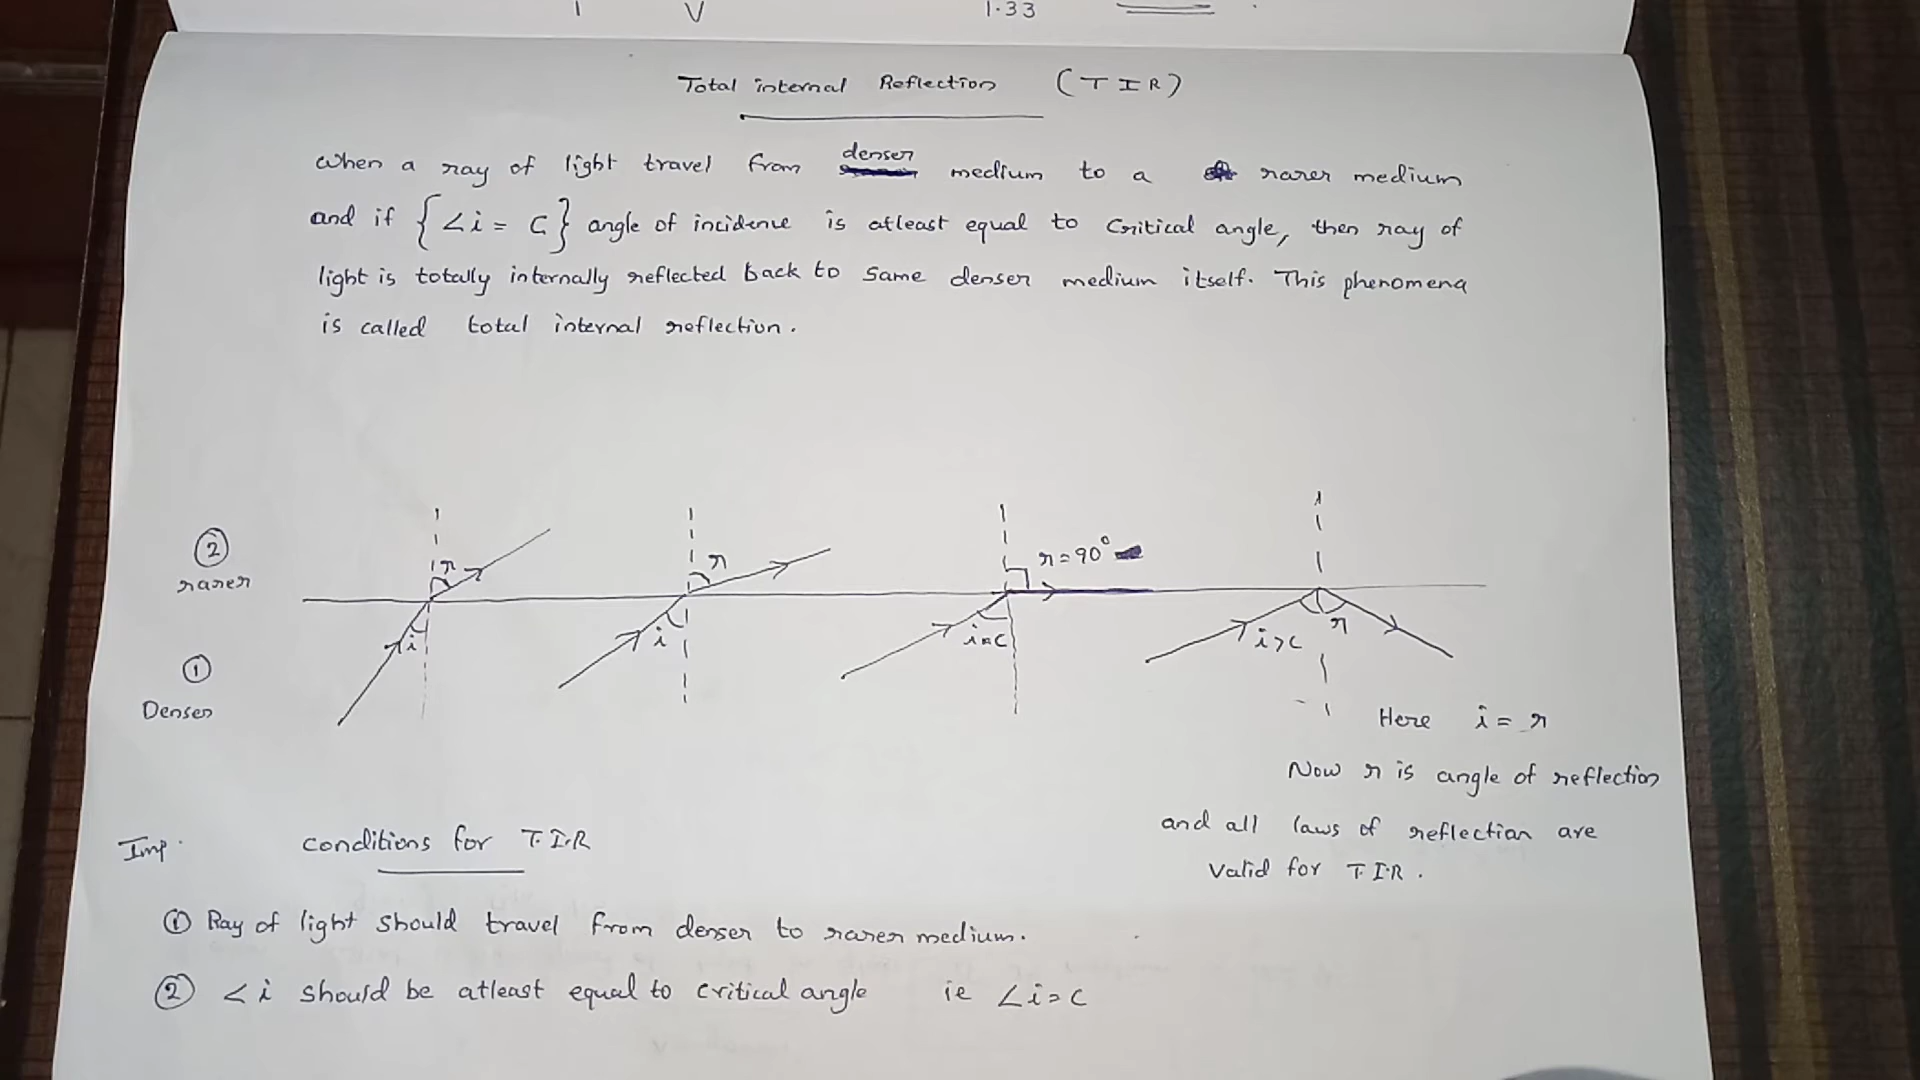 1 V 1.33
Total internal Reflection (TIR)
When a ray of light travel from denser medium to a rarer medium
and if {∠i = C} angle of incidence is atleast equal to critical angle, then ray of
light is totally internally reflected back to same denser medium itself. This phenomena
is called total internal reflection.
② rarer
r
r
r=90°
① Denser
i
i
i=C
i>C
r
Here i = r
Now r is angle of reflection
and all laws of reflection are
Valid for T.I.R.
Imp. conditions for T.I.R
① Ray of light should travel from denser to rarer medium.
② ∠i should be atleast equal to critical angle ie ∠i=C